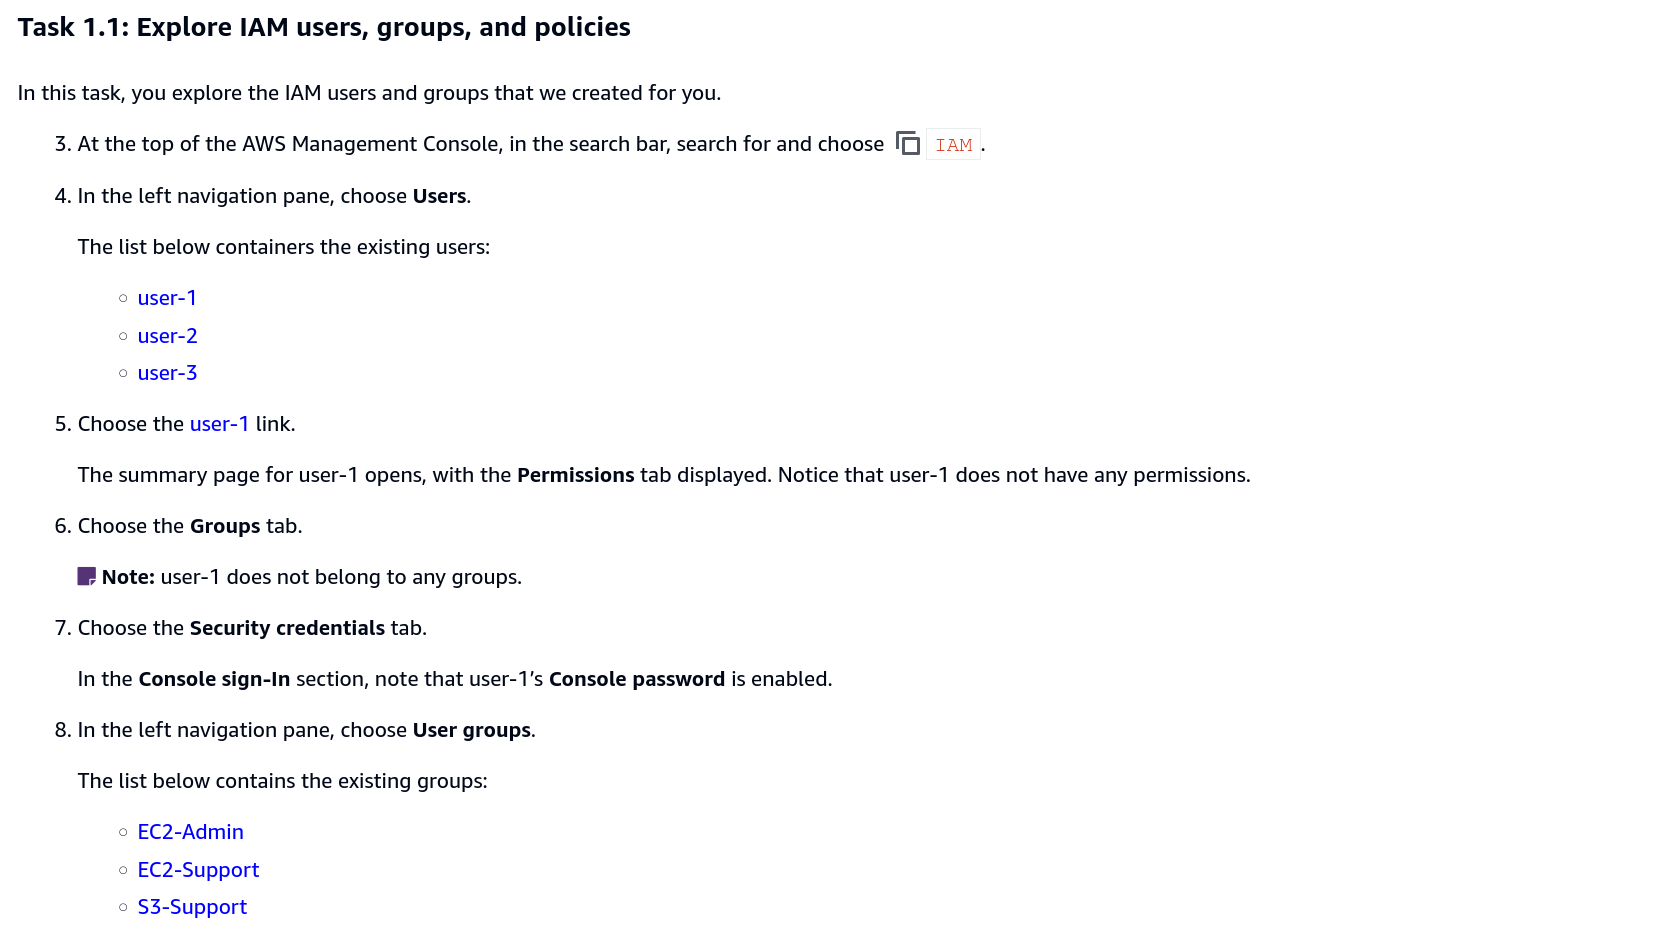 Task 1.1: Explore IAM users, groups, and policies
In this task, you explore the IAM users and groups that we created for you.
3. At the top of the AWS Management Console, in the search bar, search for and choose IAM .
4. In the left navigation pane, choose Users.
The list below containers the existing users:
○ user-1
○ user-2
○ user-3
5. Choose the user-1 link.
The summary page for user-1 opens, with the Permissions tab displayed. Notice that user-1 does not have any permissions.
6. Choose the Groups tab.
Note: user-1 does not belong to any groups.
7. Choose the Security credentials tab.
In the Console sign-In section, note that user-1’s Console password is enabled.
8. In the left navigation pane, choose User groups.
The list below contains the existing groups:
○ EC2-Admin
○ EC2-Support
○ S3-Support